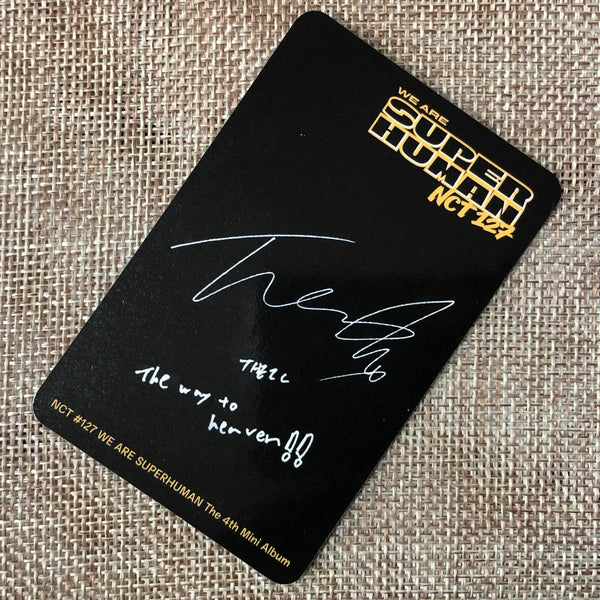 WE ARE
SUPER
HUMAN
NCT 127
The way to
heaven!!
NCT #127 WE ARE SUPERHUMAN The 4th Mini Album